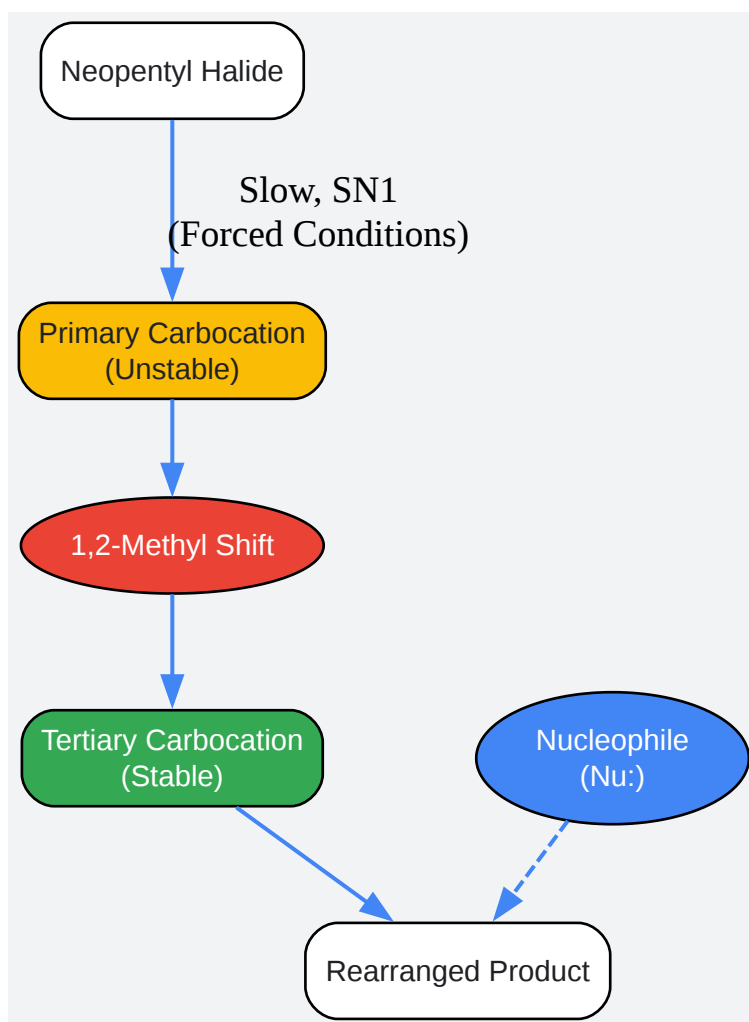 Neopentyl Halide
Slow, SN1
(Forced Conditions)
Primary Carbocation
(Unstable)
1,2-Methyl Shift
Tertiary Carbocation
(Stable)
Nucleophile
(Nu:)
Rearranged Product